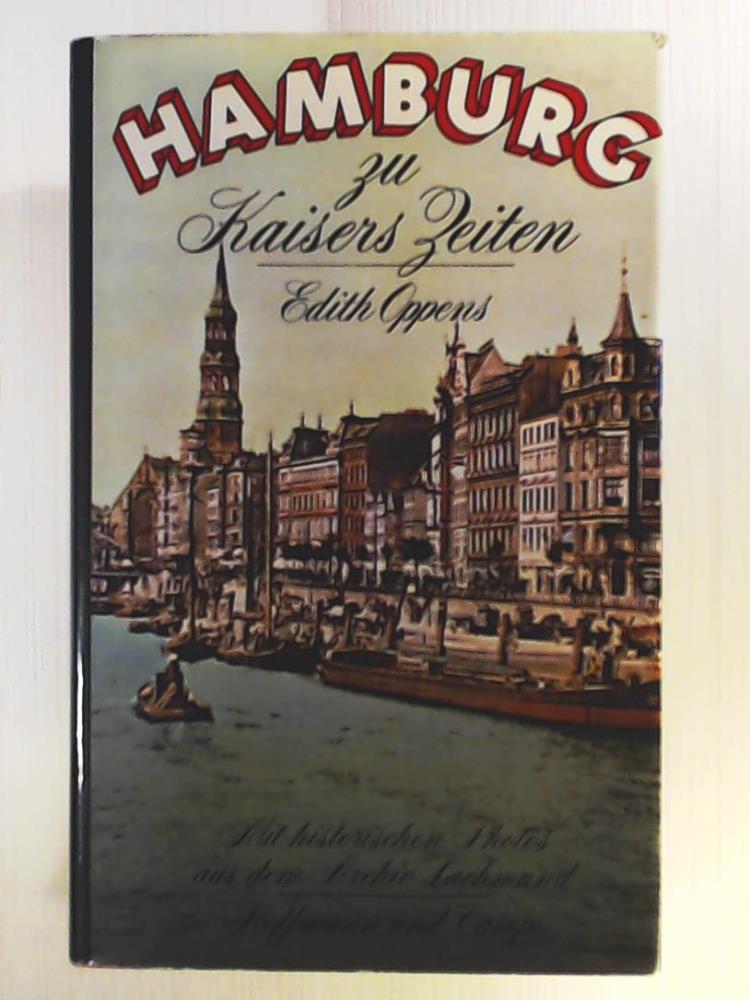 HAMBURG
zu
Kaisers Zeiten
Edith Oppens
Mit historischen Photos
aus dem Archiv Lachmund
Hoffmann und Campe